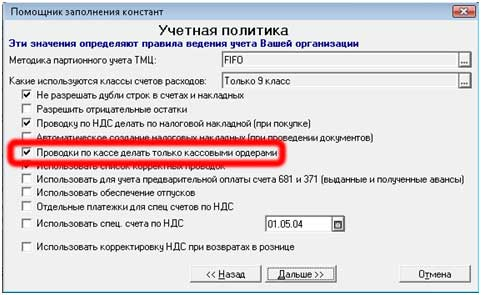 Помощник заполнения констант
Учетная политика
Эти значения определяют правила ведения учета Вашей организации
Методика партионного учета ТМЦ: FIFO ...
Какие используются классы счетов расходов: Только 9 класс ...
Не разрешать дубли строк в счетах и накладных
Разрешить отрицательные остатки
Проводку по НДС делать по налоговой накладной (при покупке)
Автоматическое создание налоговых накладных (при проведении документов)
Проводки по кассе делать только кассовыми ордерами
Использовать список корректных проводок
Использовать для учета предварительной оплаты счета 681 и 371 (выданные и полученные авансы)
Использовать обеспечение отпусков
Отдельные платежки для спец счетов по НДС
Использовать спец. счета по НДС 01.05.04
Использовать корректировку НДС при возвратах в рознице
<< Назад Дальше >> Отмена